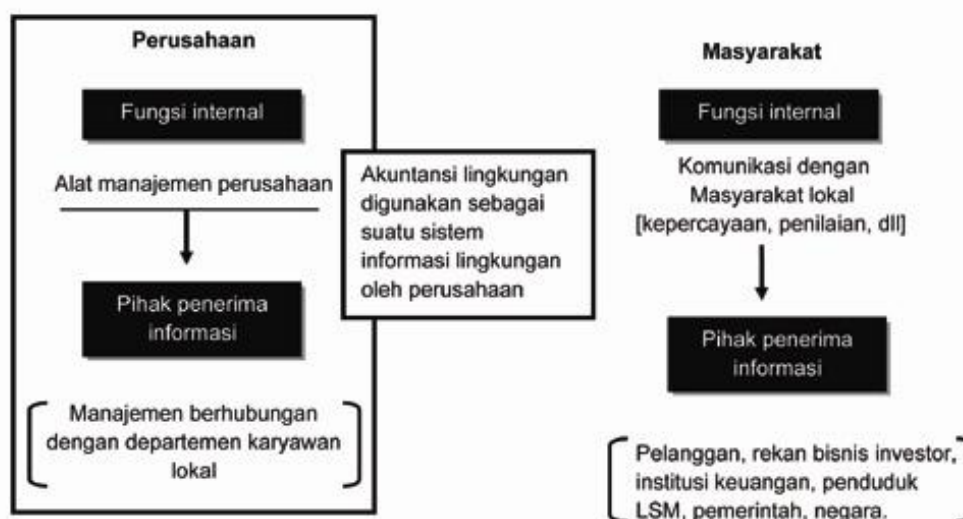 Perusahaan
Fungsi internal
Alat manajemen perusahaan
Pihak penerima
informasi
Manajemen berhubungan
dengan departemen karyawan
lokal
Akuntansi lingkungan
digunakan sebagai
suatu sistem
informasi lingkungan
oleh perusahaan
Masyarakat
Fungsi internal
Komunikasi dengan
Masyarakat lokal
[kepercayaan, penilaian, dll]
Pihak penerima
informasi
Pelanggan, rekan bisnis investor,
institusi keuangan, penduduk
LSM, pemerintah, negara.